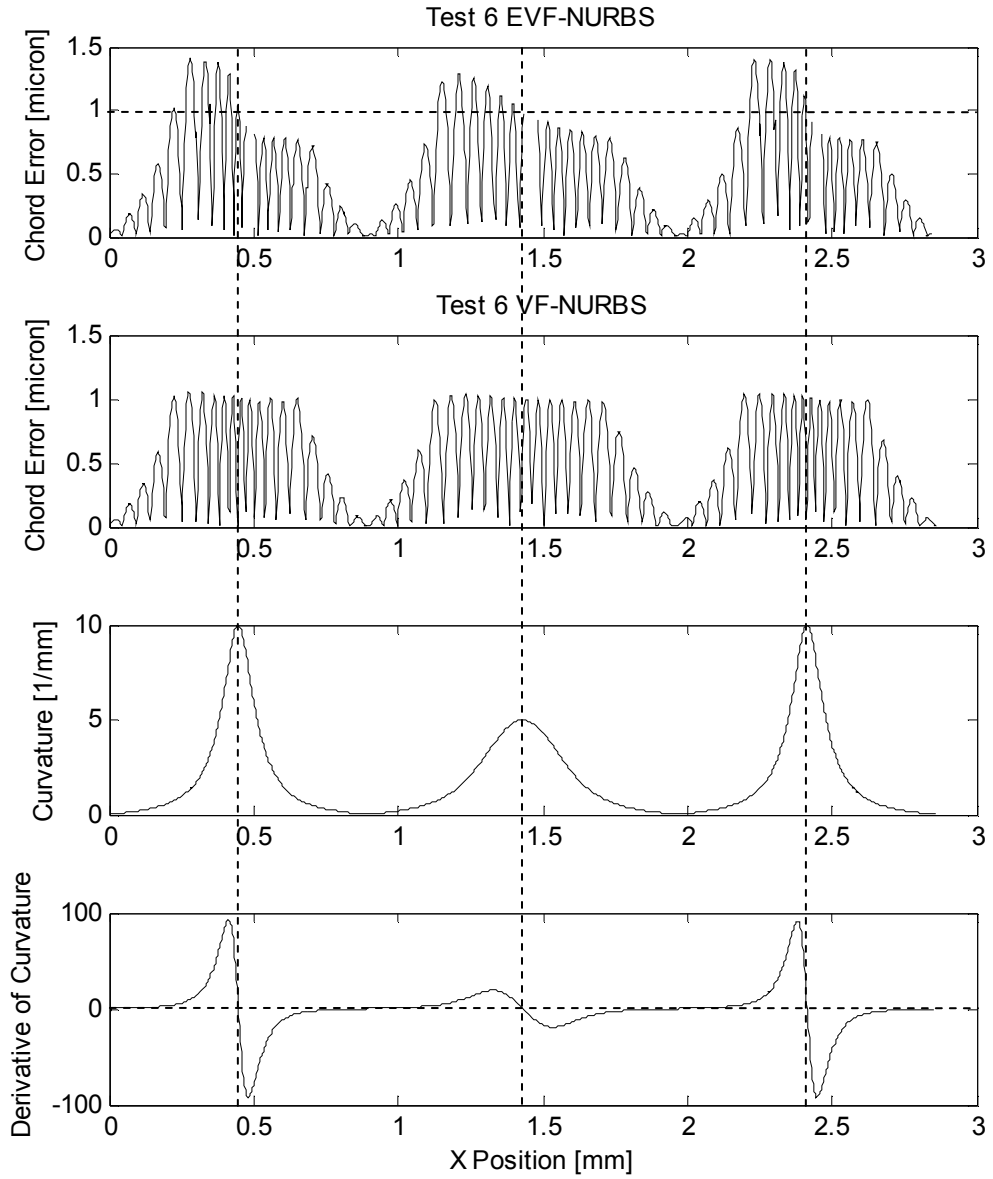 Test 6 EVF-NURBS
Chord Error [micron]
1.5
1
0.5
0
0 0.5 1 1.5 2 2.5 3
Test 6 VF-NURBS
Chord Error [micron]
1.5
1
0.5
0
0 0.5 1 1.5 2 2.5 3
Curvature [1/mm]
10
5
0
0 0.5 1 1.5 2 2.5 3
Derivative of Curvature
100
0
-100
0 0.5 1 1.5 2 2.5 3
X Position [mm]